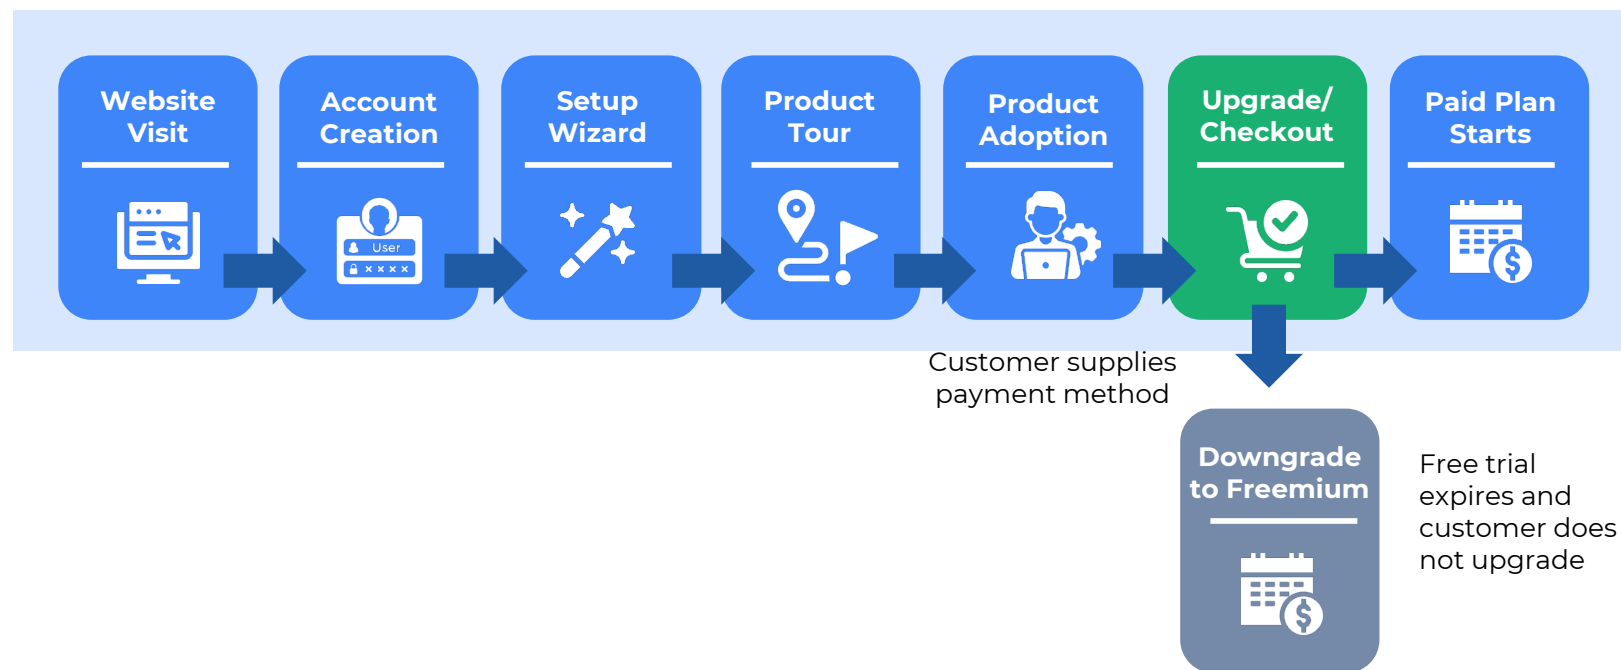 Website
Visit
Account
Creation
User
× × × ×
Setup
Wizard
Product
Tour
Product
Adoption
Upgrade/
Checkout
Paid Plan
Starts
$
Customer supplies
payment method
Downgrade
to Freemium
$
Free trial
expires and
customer does
not upgrade